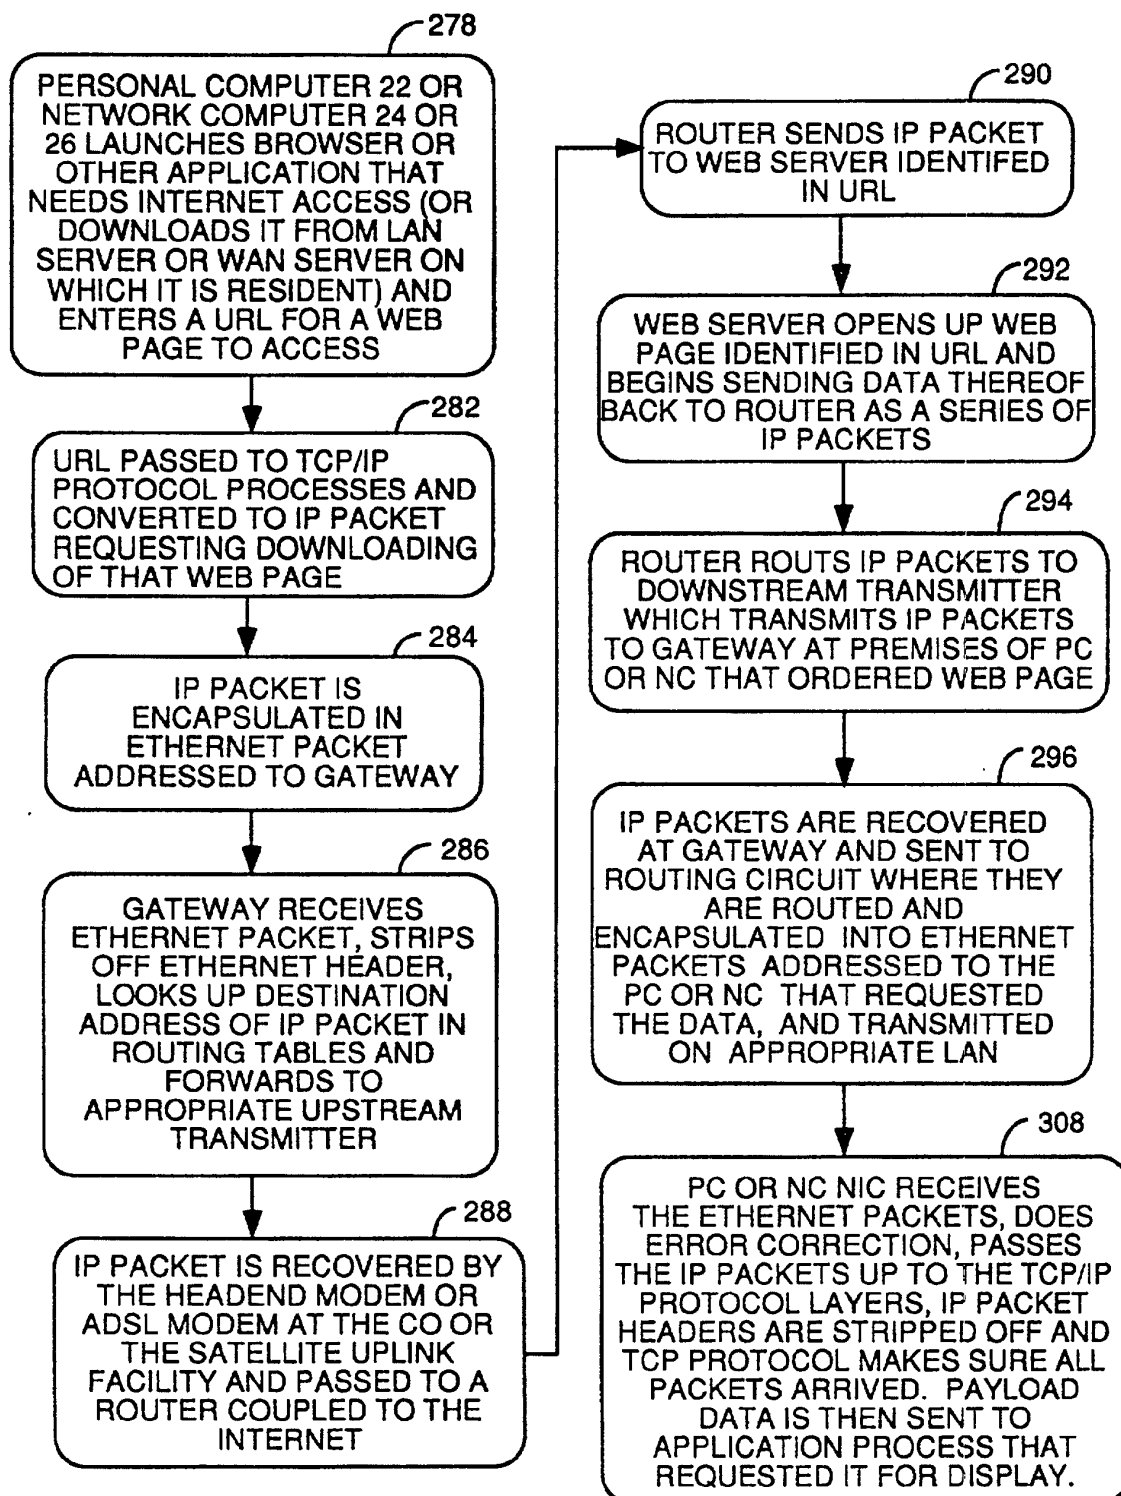 278
PERSONAL COMPUTER 22 OR
NETWORK COMPUTER 24 OR
26 LAUNCHES BROWSER OR
OTHER APPLICATION THAT
NEEDS INTERNET ACCESS (OR
DOWNLOADS IT FROM LAN
SERVER OR WAN SERVER ON
WHICH IT IS RESIDENT) AND
ENTERS A URL FOR A WEB
PAGE TO ACCESS
282
URL PASSED TO TCP/IP
PROTOCOL PROCESSES AND
CONVERTED TO IP PACKET
REQUESTING DOWNLOADING
OF THAT WEB PAGE
284
IP PACKET IS
ENCAPSULATED IN
ETHERNET PACKET
ADDRESSED TO GATEWAY
286
GATEWAY RECEIVES
ETHERNET PACKET, STRIPS
OFF ETHERNET HEADER,
LOOKS UP DESTINATION
ADDRESS OF IP PACKET IN
ROUTING TABLES AND
FORWARDS TO
APPROPRIATE UPSTREAM
TRANSMITTER
288
IP PACKET IS RECOVERED BY
THE HEADEND MODEM OR
ADSL MODEM AT THE CO OR
THE SATELLITE UPLINK
FACILITY AND PASSED TO A
ROUTER COUPLED TO THE
INTERNET
290
ROUTER SENDS IP PACKET
TO WEB SERVER IDENTIFED
IN URL
292
WEB SERVER OPENS UP WEB
PAGE IDENTIFIED IN URL AND
BEGINS SENDING DATA THEREOF
BACK TO ROUTER AS A SERIES OF
IP PACKETS
294
ROUTER ROUTS IP PACKETS TO
DOWNSTREAM TRANSMITTER
WHICH TRANSMITS IP PACKETS
TO GATEWAY AT PREMISES OF PC
OR NC THAT ORDERED WEB PAGE
296
IP PACKETS ARE RECOVERED
AT GATEWAY AND SENT TO
ROUTING CIRCUIT WHERE THEY
ARE ROUTED AND
ENCAPSULATED INTO ETHERNET
PACKETS ADDRESSED TO THE
PC OR NC THAT REQUESTED
THE DATA, AND TRANSMITTED
ON APPROPRIATE LAN
308
PC OR NC NIC RECEIVES
THE ETHERNET PACKETS, DOES
ERROR CORRECTION, PASSES
THE IP PACKETS UP TO THE TCP/IP
PROTOCOL LAYERS, IP PACKET
HEADERS ARE STRIPPED OFF AND
TCP PROTOCOL MAKES SURE ALL
PACKETS ARRIVED. PAYLOAD
DATA IS THEN SENT TO
APPLICATION PROCESS THAT
REQUESTED IT FOR DISPLAY.